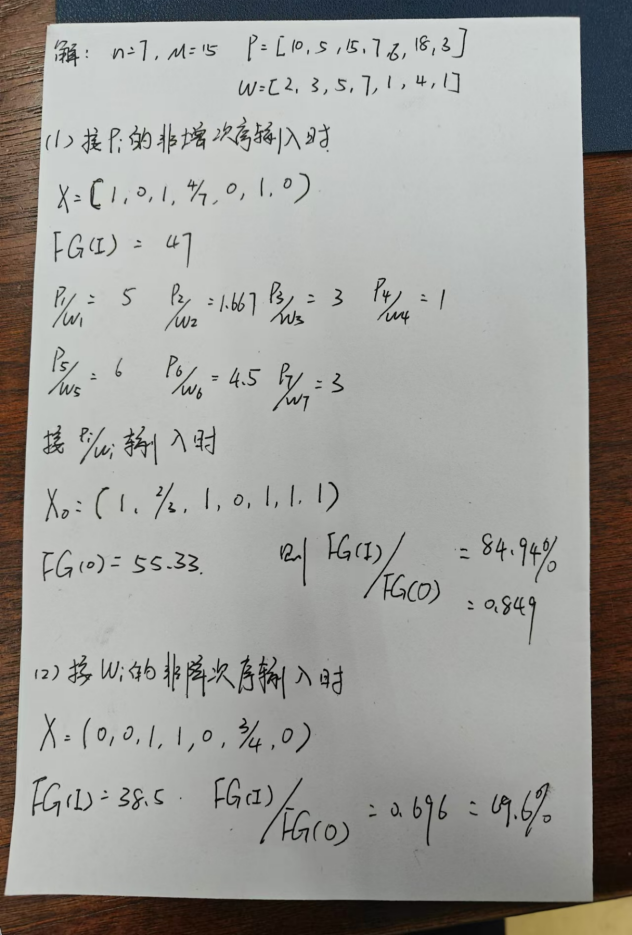 解: n=7, M=15 P=[10,5,15,7,6,18,3]
W=[2,3,5,7,1,4,1]
(1) 按Pi的非增次序输入时
X=(1,0,1,4/7,0,1,0)
FG(I) = 47
P1/W1 = 5 P2/W2 = 1.667 P3/W3 = 3 P4/W4 = 1
P5/W5 = 6 P6/W6 = 4.5 P7/W7 = 3
按Pi/Wi输入时
X0=(1,2/3,1,0,1,1,1)
FG(0)=55.33. 则 FG(I)/FG(O) = 84.94%
= 0.849
(2) 按Wi的非降次序输入时
X=(0,0,1,1,0,3/4,0)
FG(I)=38.5. FG(I)/FG(O) = 0.696 = 69.6%